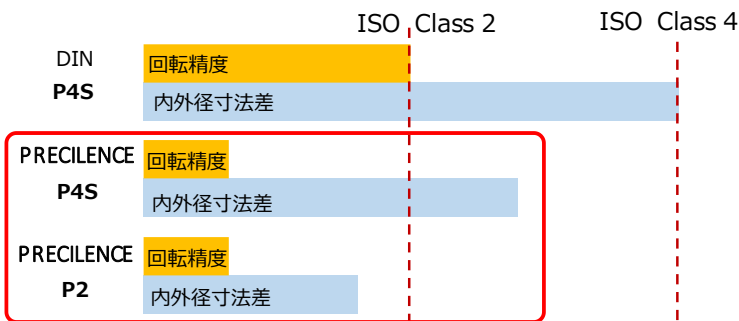 ISO Class 2
ISO Class 4
DIN
P4S
回転精度
内外径寸法差
PRECILENCE
P4S
回転精度
内外径寸法差
PRECILENCE
P2
回転精度
内外径寸法差